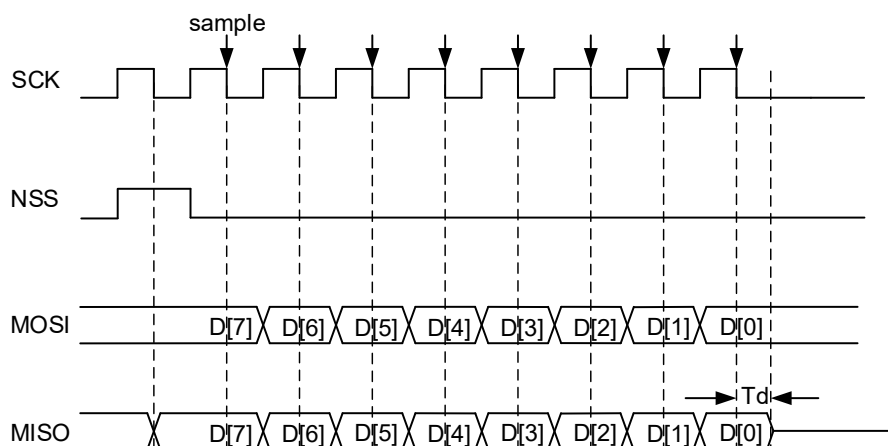 sample
SCK
NSS
MOSI D[7] D[6] D[5] D[4] D[3] D[2] D[1] D[0]
Td
MISO D[7] D[6] D[5] D[4] D[3] D[2] D[1] D[0]